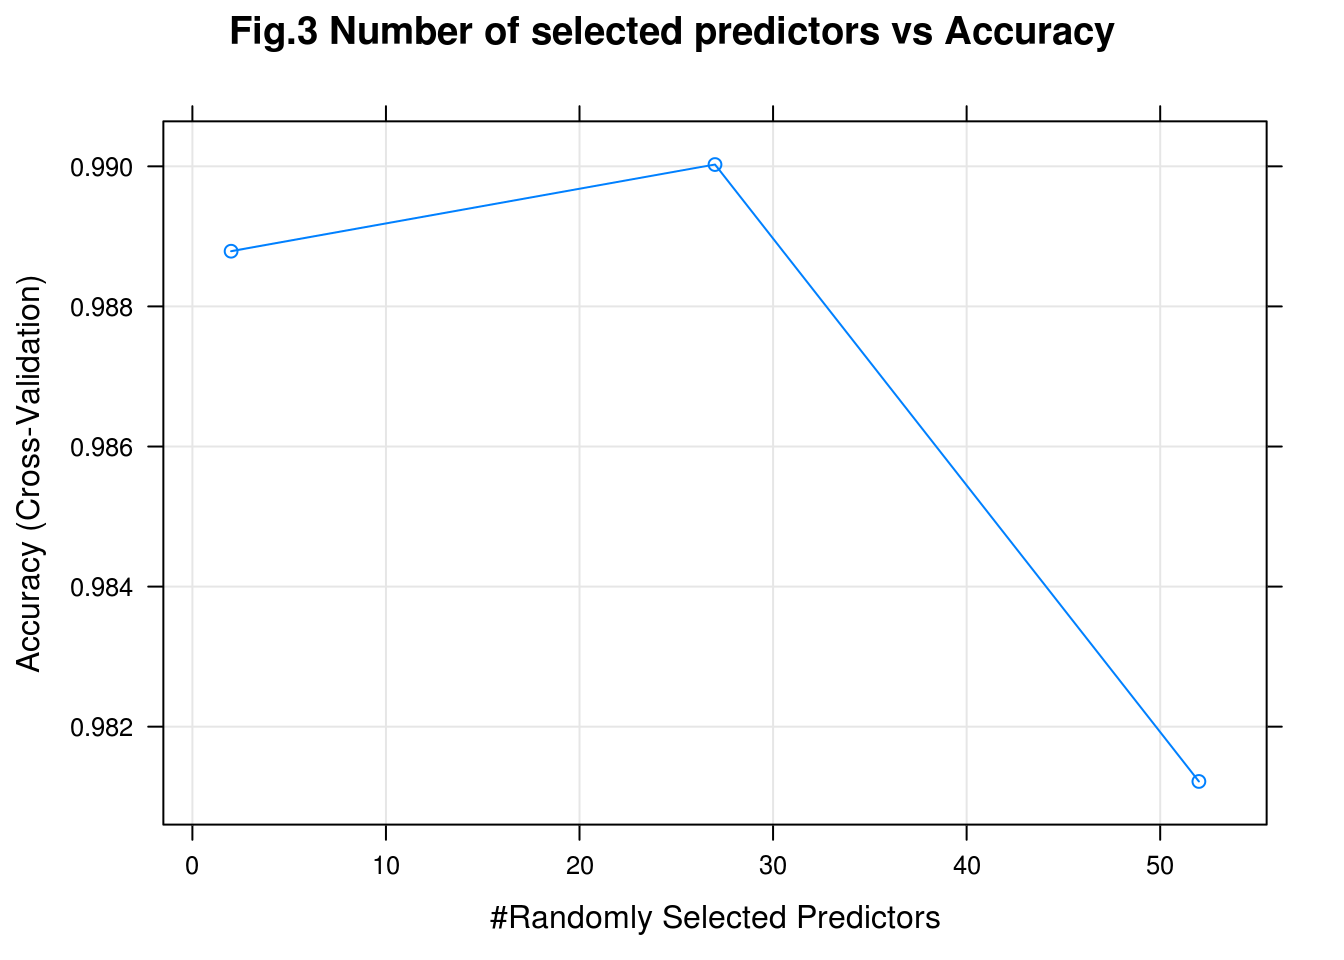 Fig.3 Number of selected predictors vs Accuracy
0.990
0.988
0.986
0.984
0.982
Accuracy (Cross-Validation)
0 10 20 30 40 50
#Randomly Selected Predictors